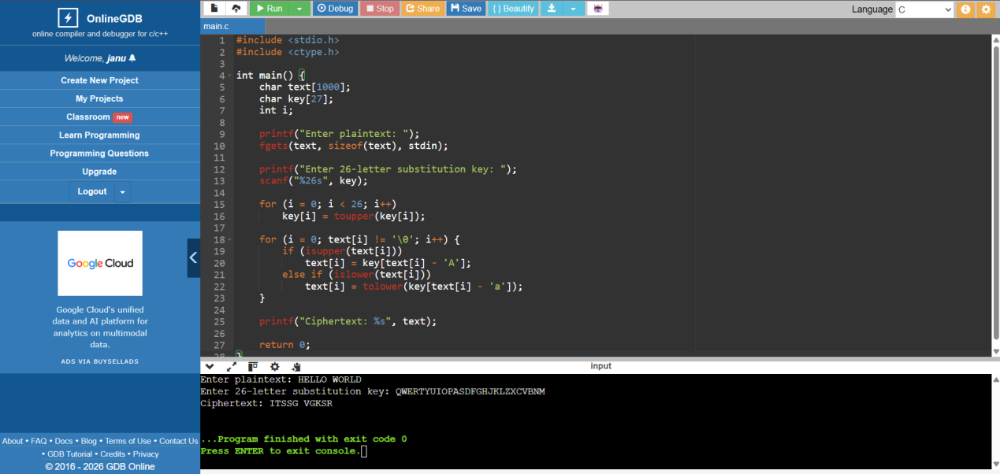 OnlineGDB
online compiler and debugger for c/c++
Welcome, janu
Create New Project
My Projects
Classroom new
Learn Programming
Programming Questions
Upgrade
Logout
Google Cloud
Google Cloud's unified
data and AI platform for
analytics on multimodal
data.
ADS VIA BUYSELLADS
About • FAQ • Docs • Blog • Terms of Use • Contact Us
• GDB Tutorial • Credits • Privacy
© 2016 - 2026 GDB Online
Run Debug Stop Share Save { } Beautify Language C
main.c
1 #include <stdio.h>
2 #include <ctype.h>
3
4 int main() {
5     char text[1000];
6     char key[27];
7     int i;
8
9     printf("Enter plaintext: ");
10     fgets(text, sizeof(text), stdin);
11
12     printf("Enter 26-letter substitution key: ");
13     scanf("%26s", key);
14
15     for (i = 0; i < 26; i++)
16         key[i] = toupper(key[i]);
17
18     for (i = 0; text[i] != '\0'; i++) {
19         if (isupper(text[i]))
20             text[i] = key[text[i] - 'A'];
21         else if (islower(text[i]))
22             text[i] = tolower(key[text[i] - 'a']);
23     }
24
25     printf("Ciphertext: %s", text);
26
27     return 0;
28 }
input
Enter plaintext: HELLO WORLD
Enter 26-letter substitution key: QWERTYUIOPASDFGHJKLZXCVBNM
Ciphertext: ITSSG VGKSR
...Program finished with exit code 0
Press ENTER to exit console.